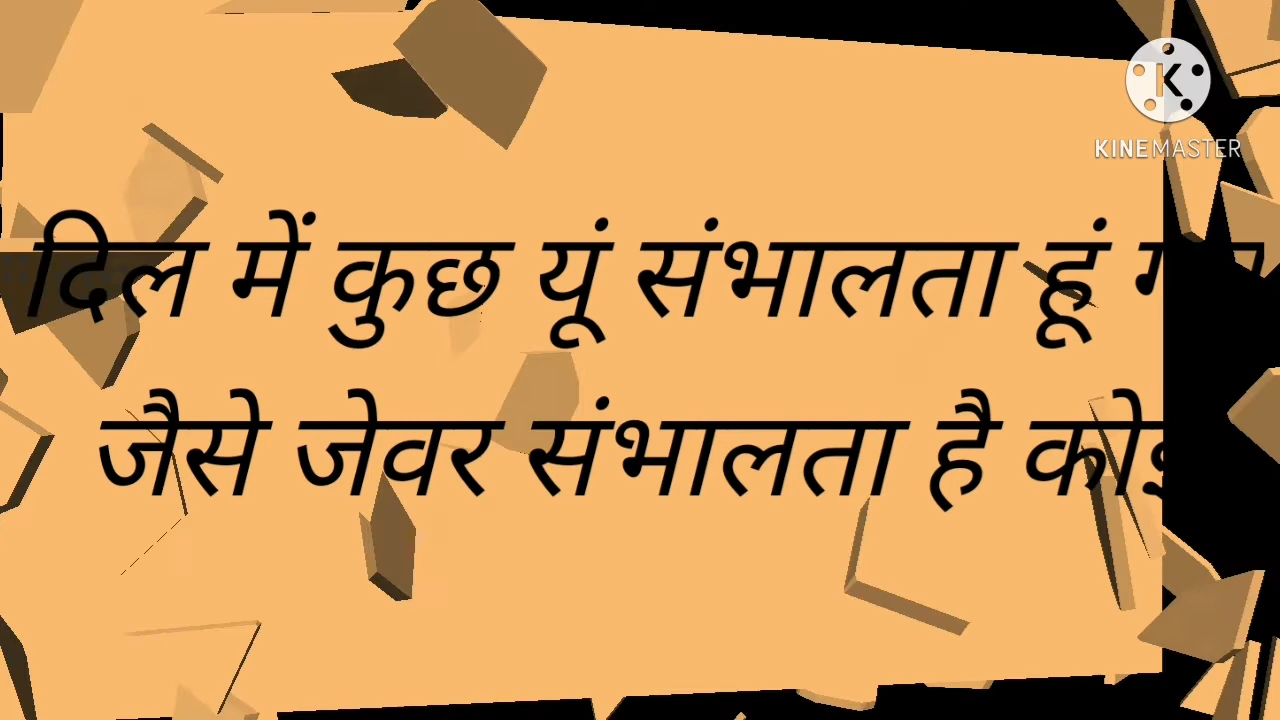 KINEMASTER
दिल में कुछ यूं संभालता हूं
जैसे जेवर संभालता है